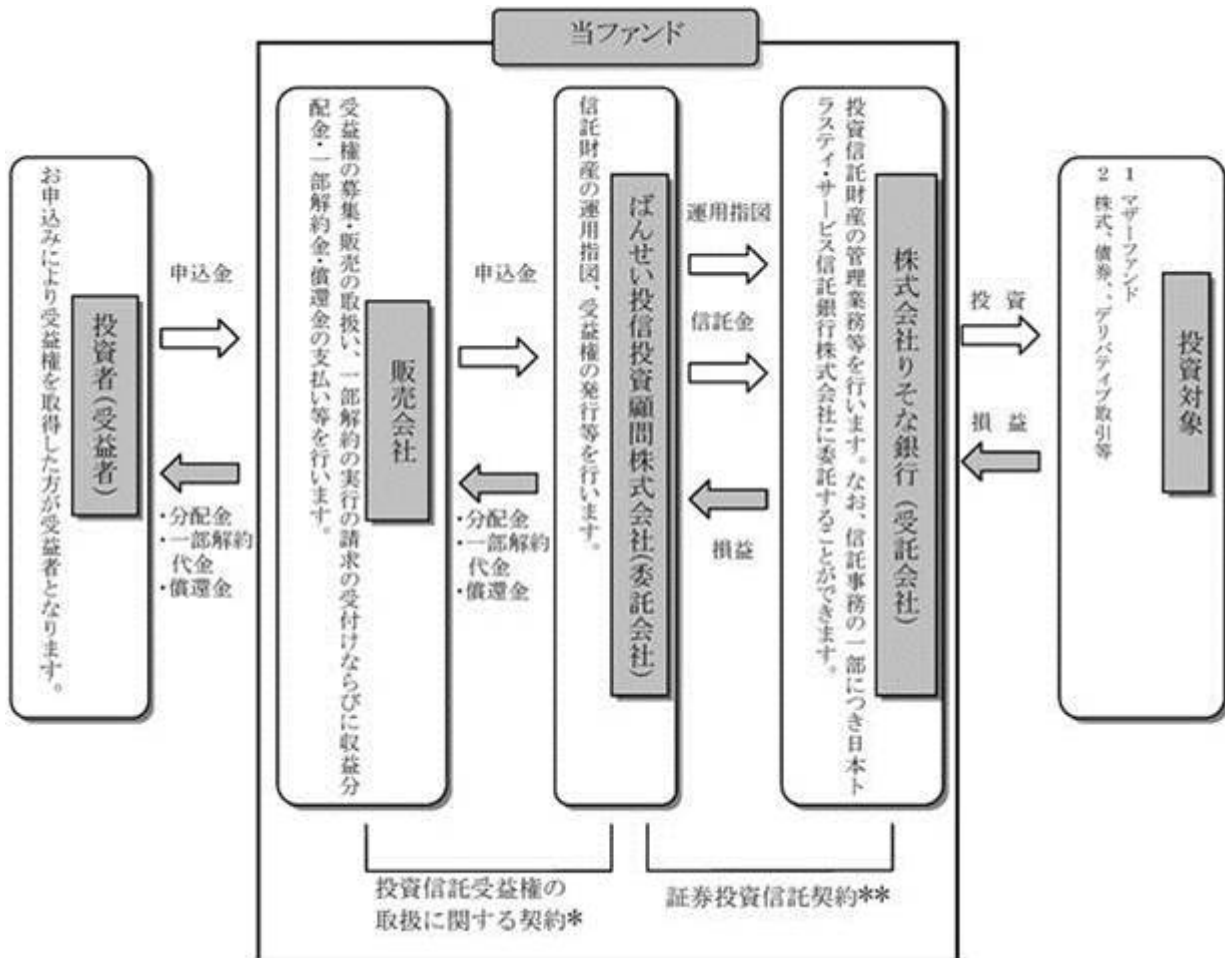 当ファンド
投資者(受益者)
お申込みにより受益権を取得した方が受益者となります。
申込金
・分配金
・一部解約
代金
・償還金
販売会社
受益権の募集・販売の取扱い、一部解約の実行の請求の受付けならびに収益分
配金・一部解約金・償還金の支払い等を行います。
申込金
・分配金
・一部解約
代金
・償還金
ばんせい投信投資顧問株式会社(委託会社)
信託財産の運用指図、受益権の発行等を行います。
運用指図
信託金
損益
株式会社りそな銀行(受託会社)
投資信託財産の管理業務等を行います。なお、信託事務の一部につき日本ト
ラスティ・サービス信託銀行株式会社に委託することができます。
投 資
損 益
投資対象
1 マザーファンド
2 株式、債券、、デリバティブ取引等
投資信託受益権の
取扱に関する契約*
証券投資信託契約**